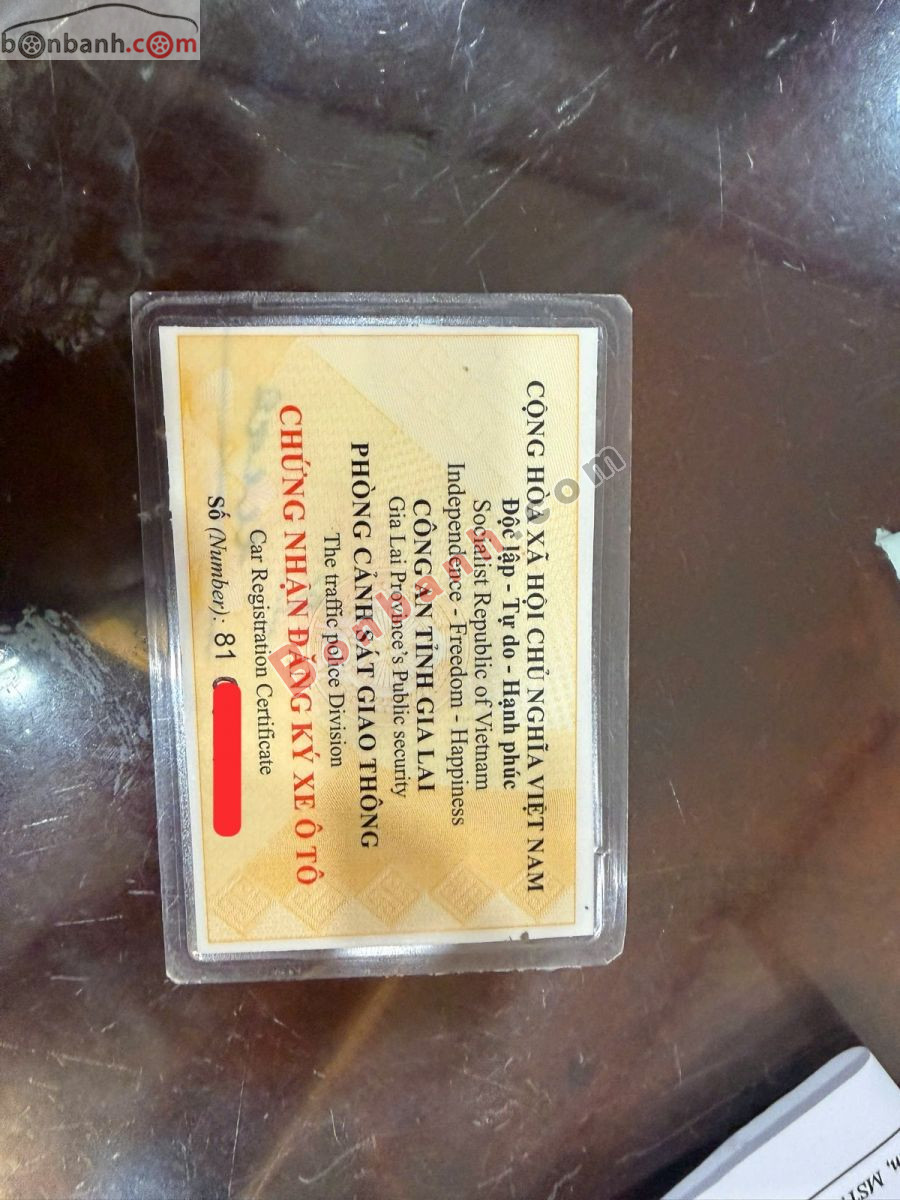 bonbanh.com
CỘNG HÒA XÃ HỘI CHỦ NGHĨA VIỆT NAM
Độc lập - Tự do - Hạnh phúc
Socialist Republic of Vietnam
Independence - Freedom - Happiness
CÔNG AN TỈNH GIA LAI
Gia Lai Province's Public security
PHÒNG CẢNH SÁT GIAO THÔNG
The traffic police Division
CHỨNG NHẬN ĐĂNG KÝ XE Ô TÔ
Car Registration Certificate
Số (Number): 81
Bonbanh.com